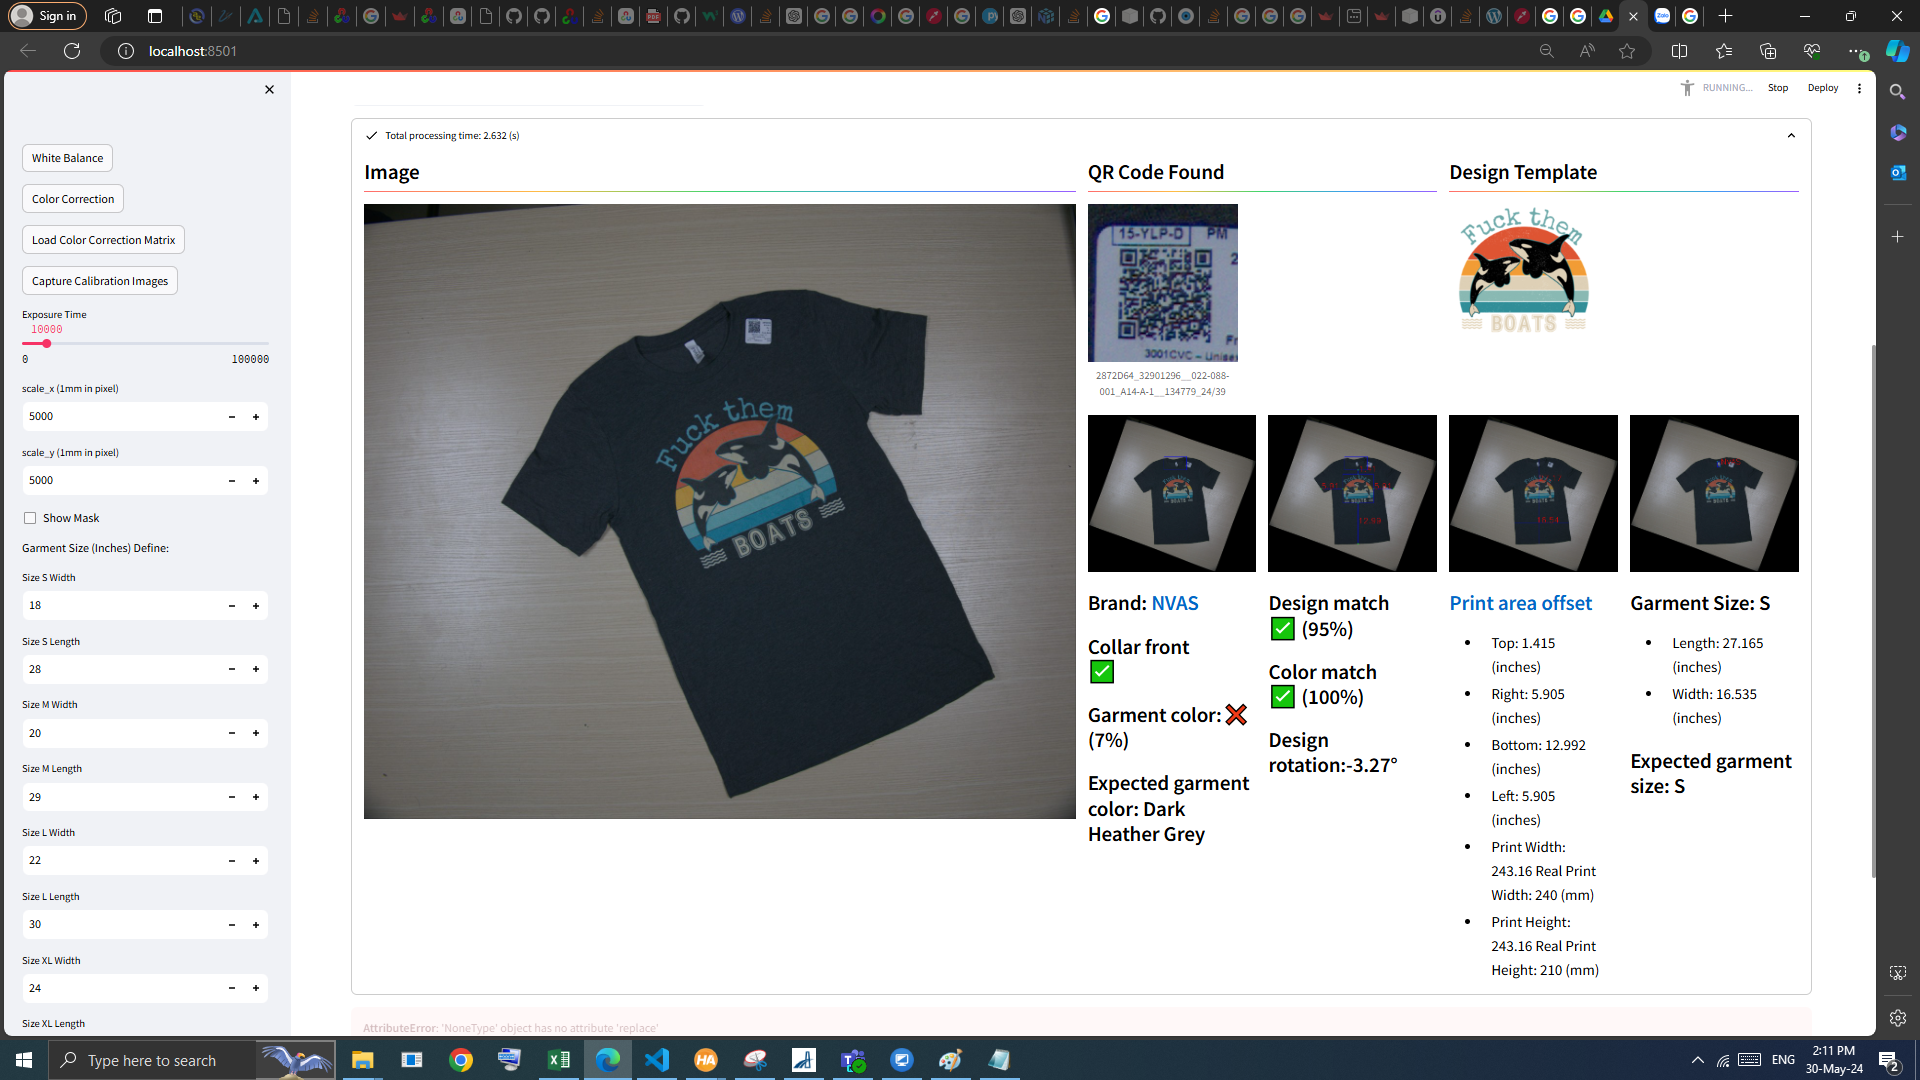 Sign in
localhost:8501
RUNNING...
Stop
Deploy
White Balance
Color Correction
Load Color Correction Matrix
Capture Calibration Images
Exposure Time
10000
0
100000
scale_x (1mm in pixel)
5000
scale_y (1mm in pixel)
5000
Show Mask
Garment Size (Inches) Define:
Size S Width
18
Size S Length
28
Size M Width
20
Size M Length
29
Size L Width
22
Size L Length
30
Size XL Width
24
Size XL Length
Total processing time: 2.632 (s)
Image
Fuck them
BOATS
QR Code Found
15-YLP-D PM
3001CVC - Unise
2872D64_32901296__022-088-
001_A14-A-1__134779_24/39
Design Template
Fuck them
BOATS
Brand: NVAS
Collar front
Garment color: ❌
(7%)
Expected garment
color: Dark
Heather Grey
Design match
✅ (95%)
Color match
✅ (100%)
Design
rotation:-3.27°
Print area offset
Top: 1.415
(inches)
Right: 5.905
(inches)
Bottom: 12.992
(inches)
Left: 5.905
(inches)
Print Width:
243.16 Real Print
Width: 240 (mm)
Print Height:
243.16 Real Print
Height: 210 (mm)
Garment Size: S
Length: 27.165
(inches)
Width: 16.535
(inches)
Expected garment
size: S
AttributeError: 'NoneType' object has no attribute 'replace'
Type here to search
ENG
2:11 PM
30-May-24
2